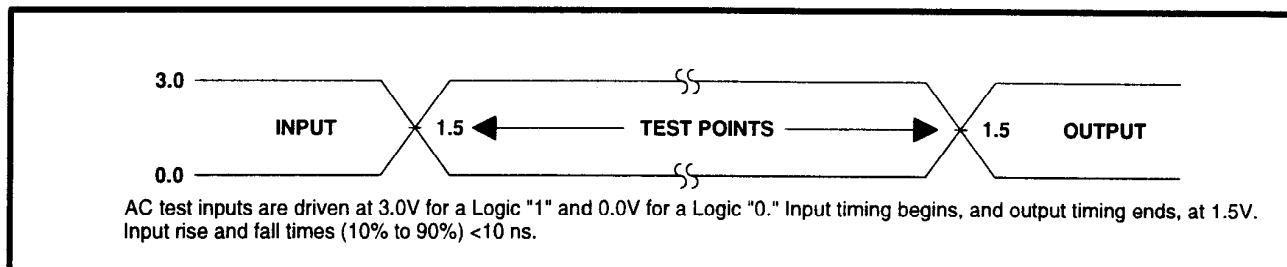 3.0
INPUT 1.5 TEST POINTS 1.5 OUTPUT
0.0
AC test inputs are driven at 3.0V for a Logic "1" and 0.0V for a Logic "0." Input timing begins, and output timing ends, at 1.5V.
Input rise and fall times (10% to 90%) <10 ns.